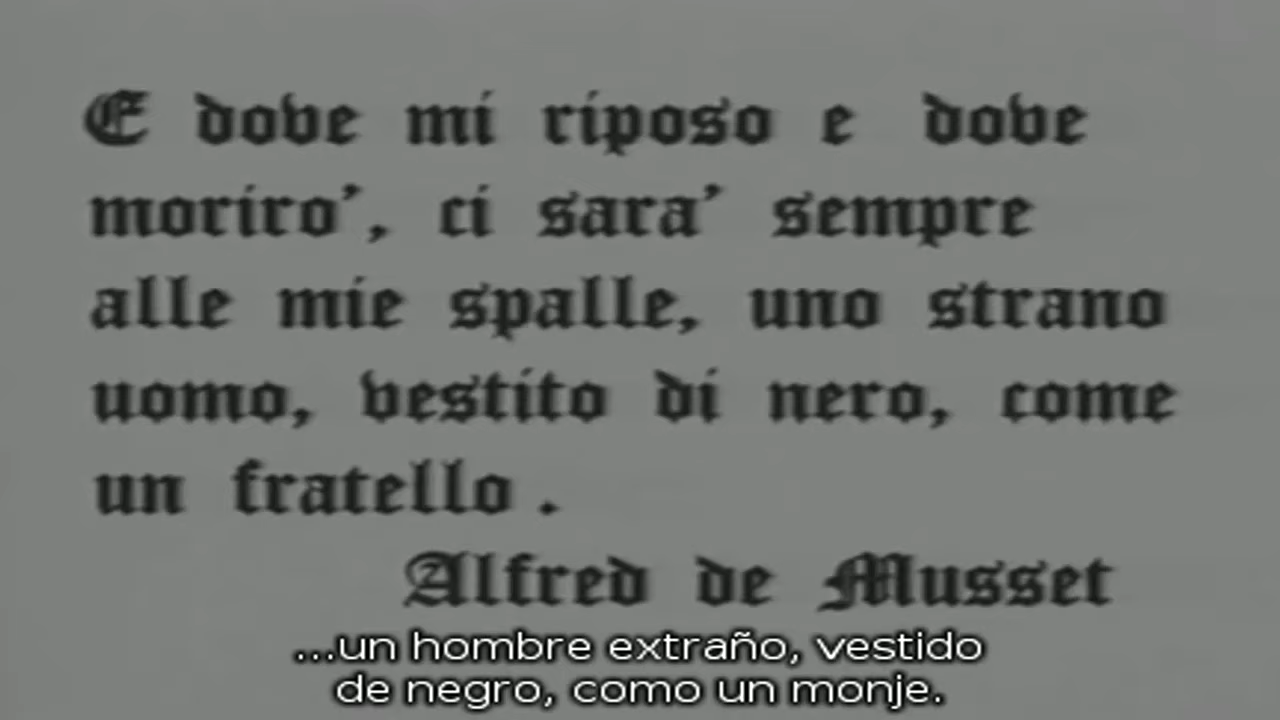 E dove mi riposo e dove
moriro', ci sara' sempre
alle mie spalle, uno strano
uomo, vestito di nero, come
un fratello.
Alfred de Musset
...un hombre extraño, vestido
de negro, como un monje.